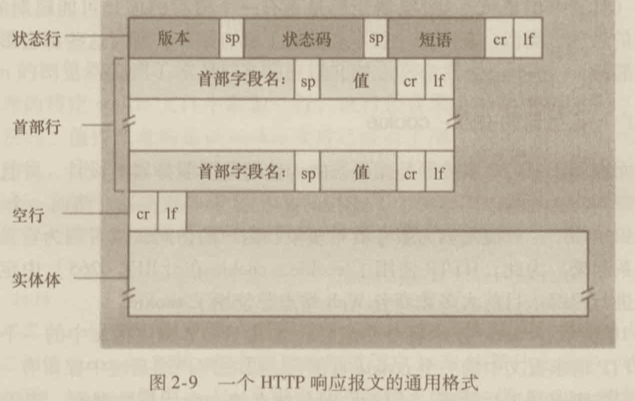 状态行 版本 sp 状态码 sp 短语 cr lf
首部字段名: sp 值 cr lf
首部行
首部字段名: sp 值 cr lf
空行 cr lf
实体体
图 2-9 一个 HTTP 响应报文的通用格式